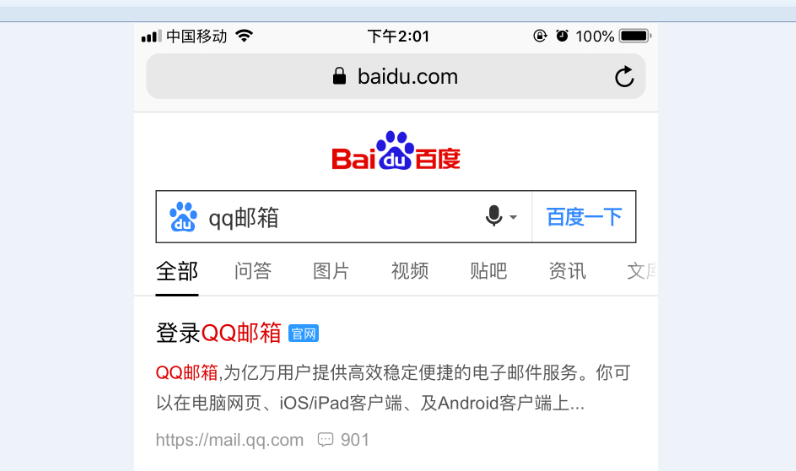 中国移动 下午2:01 100%
baidu.com
Bai du 百度
du qq邮箱 百度一下
全部 问答 图片 视频 贴吧 资讯 文库
登录QQ邮箱 官网
QQ邮箱,为亿万用户提供高效稳定便捷的电子邮件服务。你可
以在电脑网页、iOS/iPad客户端、及Android客户端上...
https://mail.qq.com 901